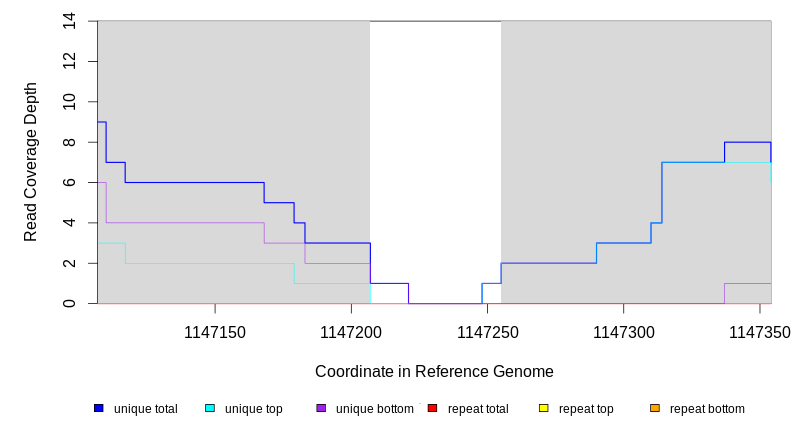 Read Coverage Depth
14
12
10
8
6
4
2
0
1147150 1147200 1147250 1147300 1147350
Coordinate in Reference Genome
unique total unique top unique bottom repeat total repeat top repeat bottom